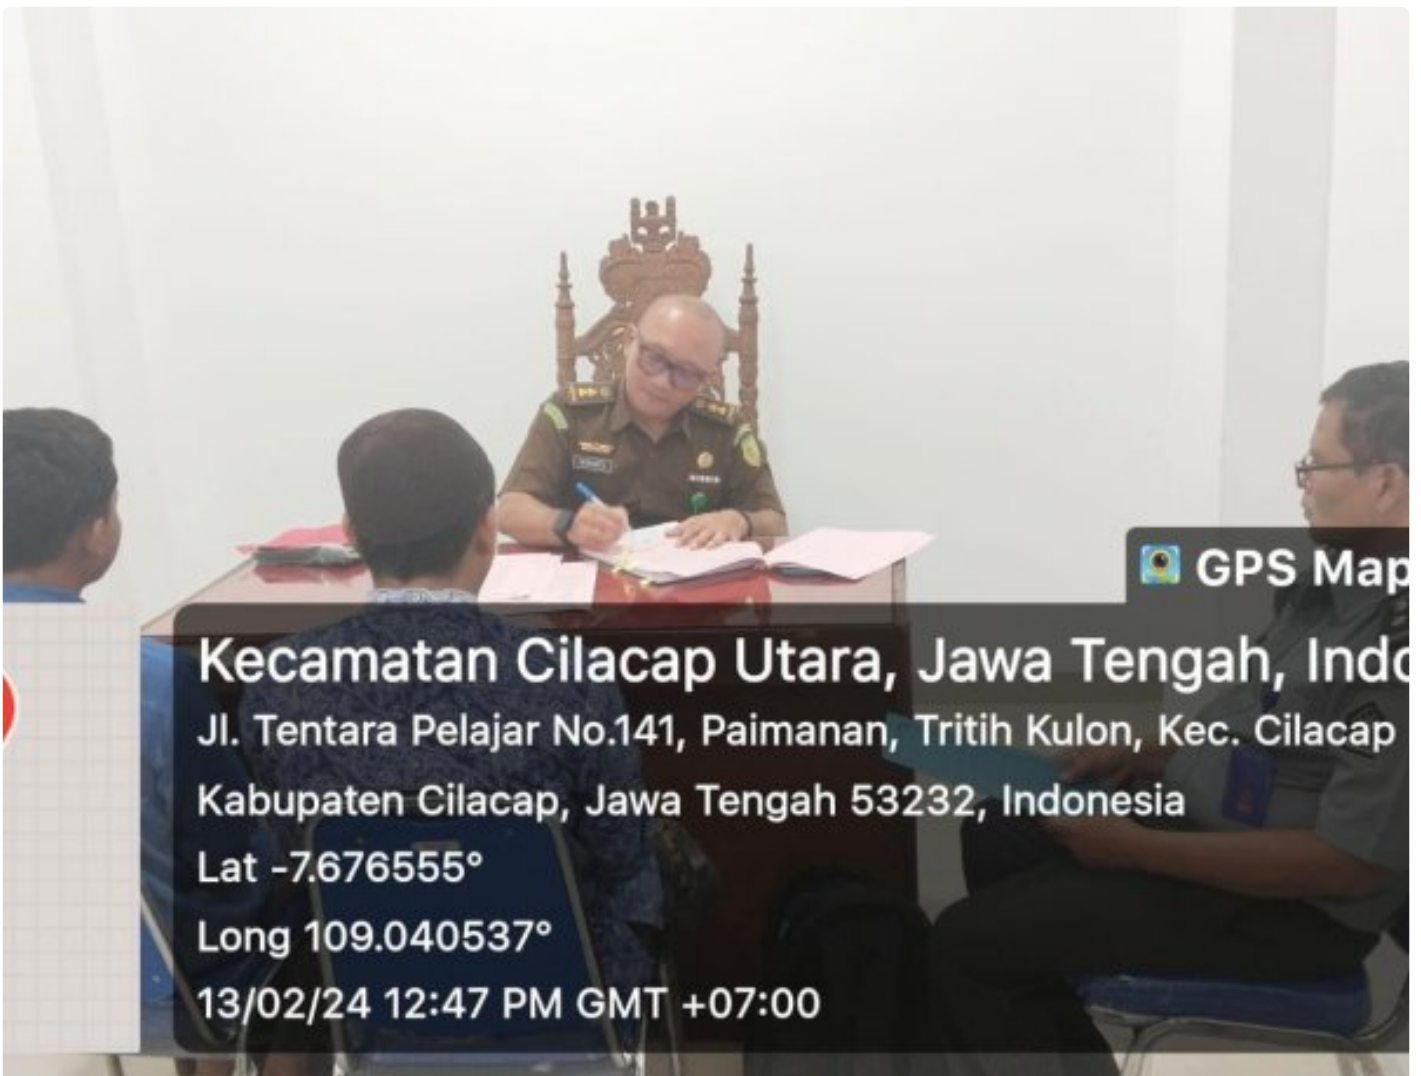 GPS Map
Kecamatan Cilacap Utara, Jawa Tengah, Indo
Jl. Tentara Pelajar No.141, Paimanan, Tritih Kulon, Kec. Cilacap
Kabupaten Cilacap, Jawa Tengah 53232, Indonesia
Lat -7.676555°
Long 109.040537°
13/02/24 12:47 PM GMT +07:00